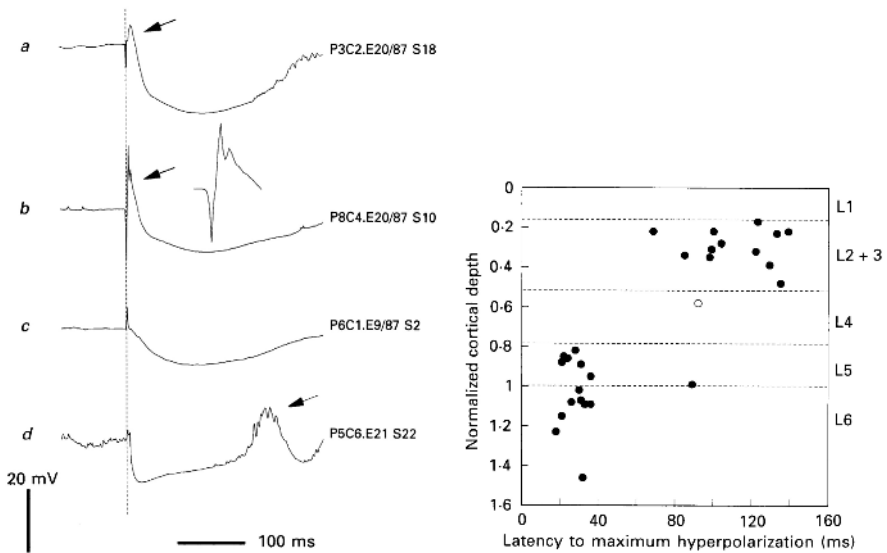 a
P3C2.E20/87 S18
b
P8C4.E20/87 S10
c
P6C1.E9/87 S2
d
P5C6.E21 S22
20 mV
100 ms
Normalized cortical depth
0
0·2
0·4
0·6
0·8
1
1·2
1·4
1·6
L1
L2 + 3
L4
L5
L6
0 40 80 120 160
Latency to maximum hyperpolarization (ms)